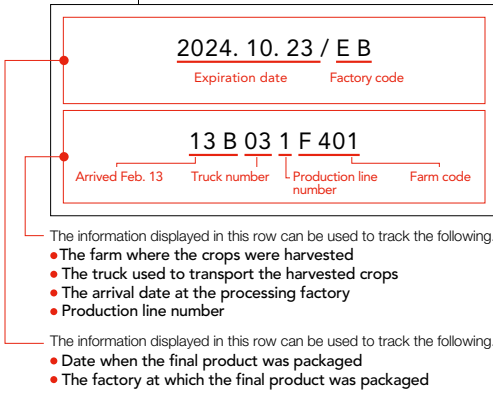 2024. 10. 23 / E B
Expiration date Factory code
13 B 03 1 F 401
Arrived Feb. 13 Truck number Production line number Farm code
The information displayed in this row can be used to track the following.
● The farm where the crops were harvested
● The truck used to transport the harvested crops
● The arrival date at the processing factory
● Production line number
The information displayed in this row can be used to track the following.
● Date when the final product was packaged
● The factory at which the final product was packaged